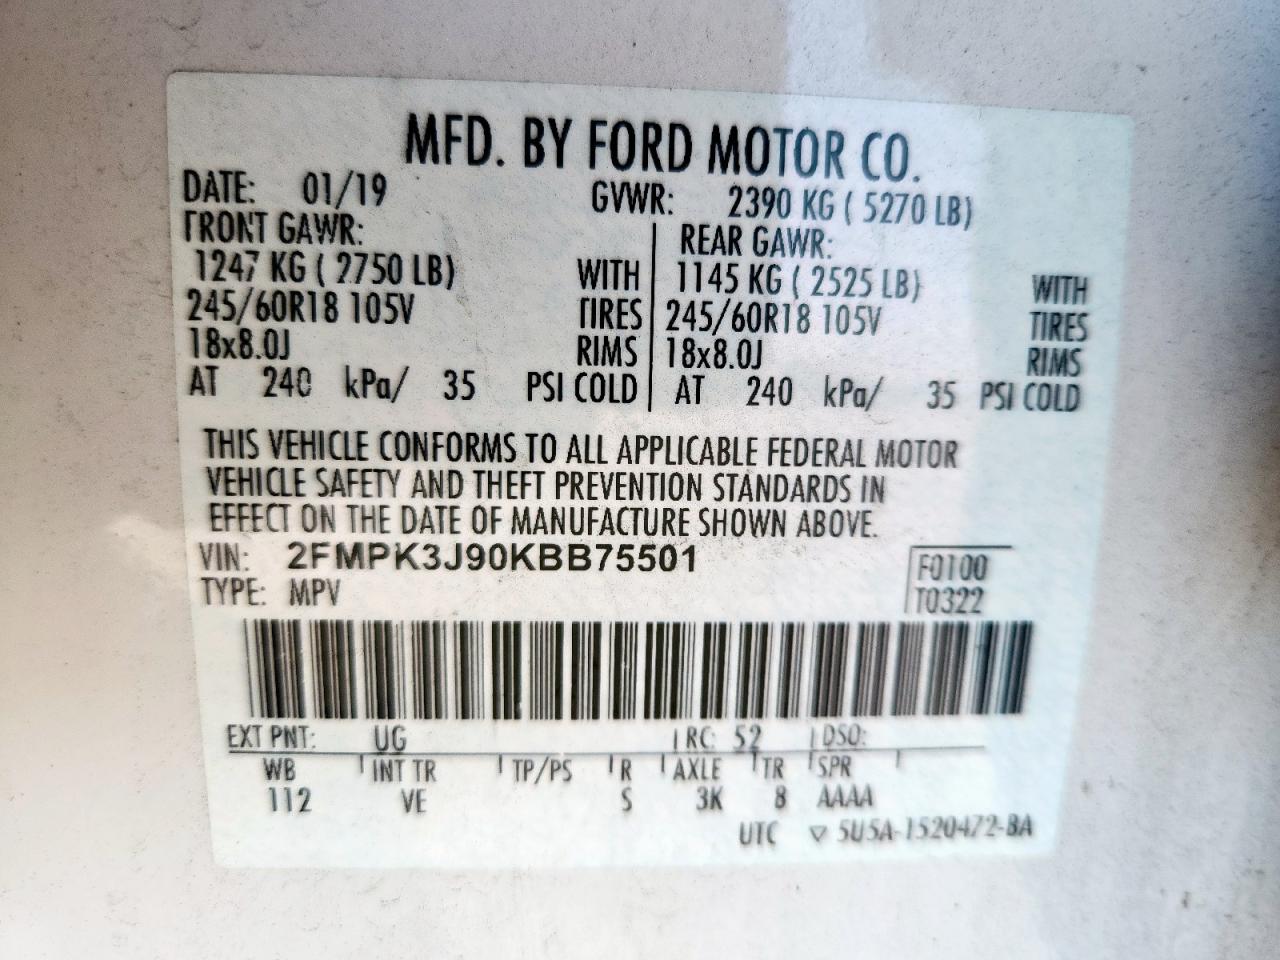 MFD. BY FORD MOTOR CO.
DATE: 01/19 GVWR: 2390 KG ( 5270 LB)
FRONT GAWR: REAR GAWR:
1247 KG ( 2750 LB) WITH 1145 KG ( 2525 LB) WITH
245/60R18 105V TIRES 245/60R18 105V TIRES
18x8.0J RIMS 18x8.0J RIMS
AT 240 kPa/ 35 PSI COLD AT 240 kPa/ 35 PSI COLD
THIS VEHICLE CONFORMS TO ALL APPLICABLE FEDERAL MOTOR
VEHICLE SAFETY AND THEFT PREVENTION STANDARDS IN
EFFECT ON THE DATE OF MANUFACTURE SHOWN ABOVE.
VIN: 2FMPK3J90KBB75501 F0100
TYPE: MPV T0322
EXT PNT: UG RC: 52 DSO:
WB INT TR TP/PS R AXLE TR SPR
112 VE S 3K 8 AAAA
UTC ▽ 5U5A-1520472-BA